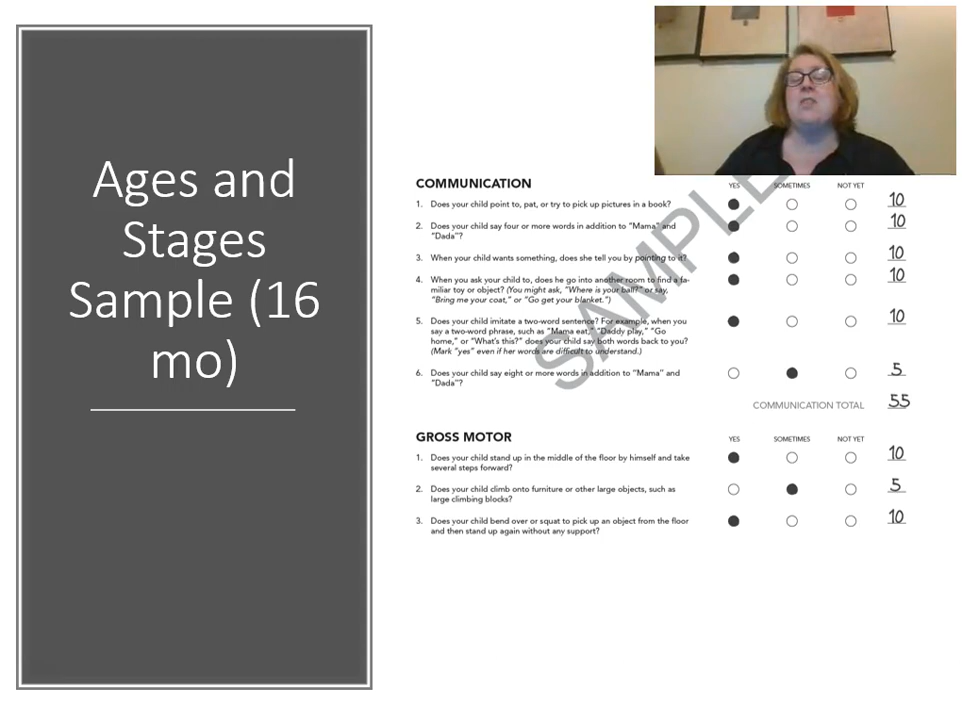 Ages and
Stages
Sample (16
mo)
COMMUNICATION
YES SOMETIMES NOT YET
1. Does your child point to, pat, or try to pick up pictures in a book? 10
2. Does your child say four or more words in addition to "Mama" and 10
"Dada"?
3. When your child wants something, does she tell you by pointing to it? 10
4. When you ask your child to, does he go into another room to find a fa- 10
miliar toy or object? (You might ask, "Where is your ball?" or say,
"Bring me your coat," or "Go get your blanket.")
5. Does your child imitate a two-word sentence? For example, when you 10
say a two-word phrase, such as "Mama eat," "Daddy play," "Go
home," or "What's this?" does your child say both words back to you?
(Mark "yes" even if her words are difficult to understand.)
6. Does your child say eight or more words in addition to "Mama" and 5
"Dada"?
COMMUNICATION TOTAL 55
SAMPLE
GROSS MOTOR
YES SOMETIMES NOT YET
1. Does your child stand up in the middle of the floor by himself and take 10
several steps forward?
2. Does your child climb onto furniture or other large objects, such as 5
large climbing blocks?
3. Does your child bend over or squat to pick up an object from the floor 10
and then stand up again without any support?